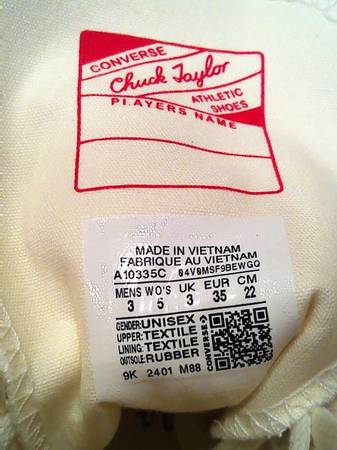 CONVERSE
Chuck Taylor
ATHLETIC
SHOES
PLAYERS NAME
MADE IN VIETNAM
FABRIQUE AU VIETNAM
A10335C 04V0MSF9BEWGQ
MENS WO'S UK EUR CM
3 5 3 35 22
GENDER: UNISEX
UPPER: TEXTILE
LINING: TEXTILE
OUTSOLE: RUBBER
CONVERSE
9K 2401 M88